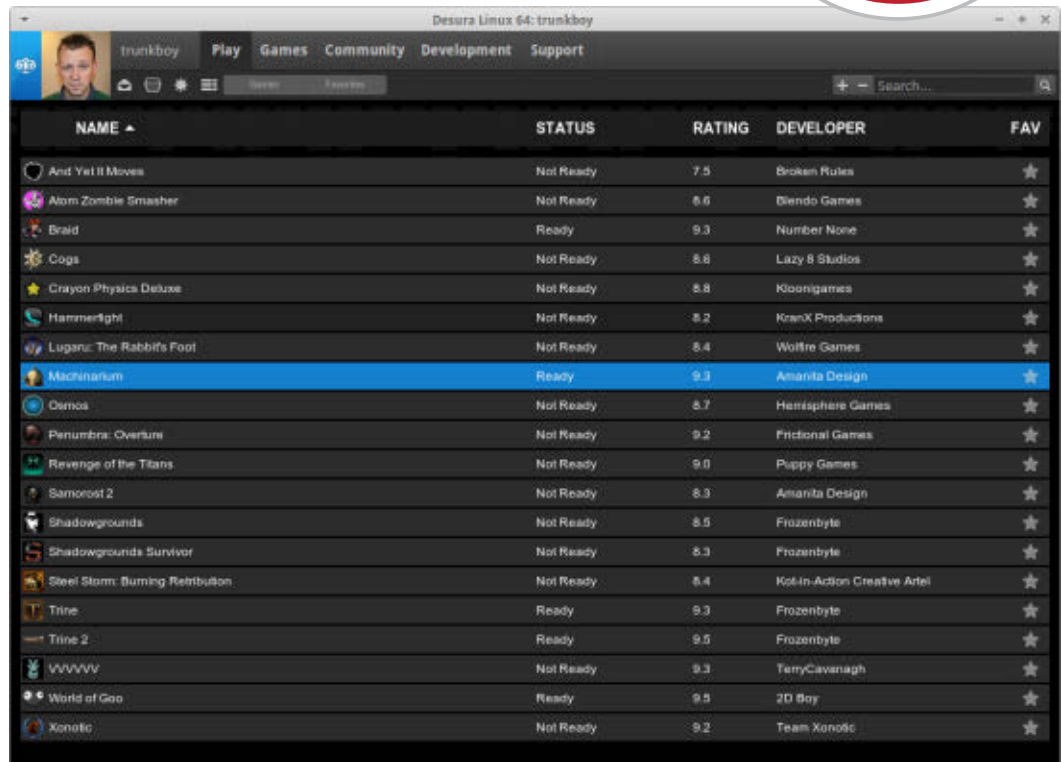 Desura Linux 64: trunkboy
trunkboy Play Games Community Development Support
Search...
NAME STATUS RATING DEVELOPER FAV
And Yet It Moves Not Ready 7.5 Broken Rules
Atom Zombie Smasher Not Ready 8.6 Blendo Games
Braid Ready 9.3 Number None
Cogs Not Ready 8.6 Lazy 8 Studios
Crayon Physics Deluxe Not Ready 8.8 Kloonigames
Hammerfight Not Ready 8.2 KranX Productions
Lugaru: The Rabbit's Foot Not Ready 8.4 Wolfire Games
Machinarium Ready 9.3 Amanita Design
Osmos Not Ready 8.7 Hemisphere Games
Penumbra: Overture Not Ready 9.2 Frictional Games
Revenge of the Titans Not Ready 9.0 Puppy Games
Samorost 2 Not Ready 8.3 Amanita Design
Shadowgrounds Not Ready 8.5 Frozenbyte
Shadowgrounds Survivor Not Ready 8.3 Frozenbyte
Steel Storm: Burning Retribution Not Ready 8.4 Kot-in-Action Creative Artel
Trine Ready 9.3 Frozenbyte
Trine 2 Ready 9.5 Frozenbyte
VVVVVV Not Ready 9.3 TerryCavanagh
World of Goo Ready 9.5 2D Boy
Xonotic Not Ready 9.2 Team Xonotic